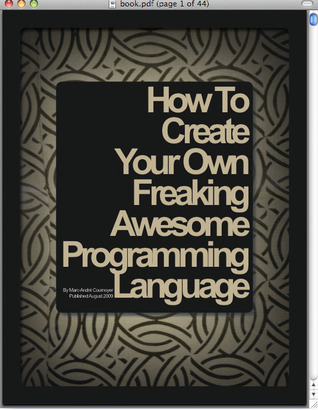 book.pdf (page 1 of 44)
How To
Create
Your Own
Freaking
Awesome
Programming
Language
By Marc-André Cournoyer
Published August 2009